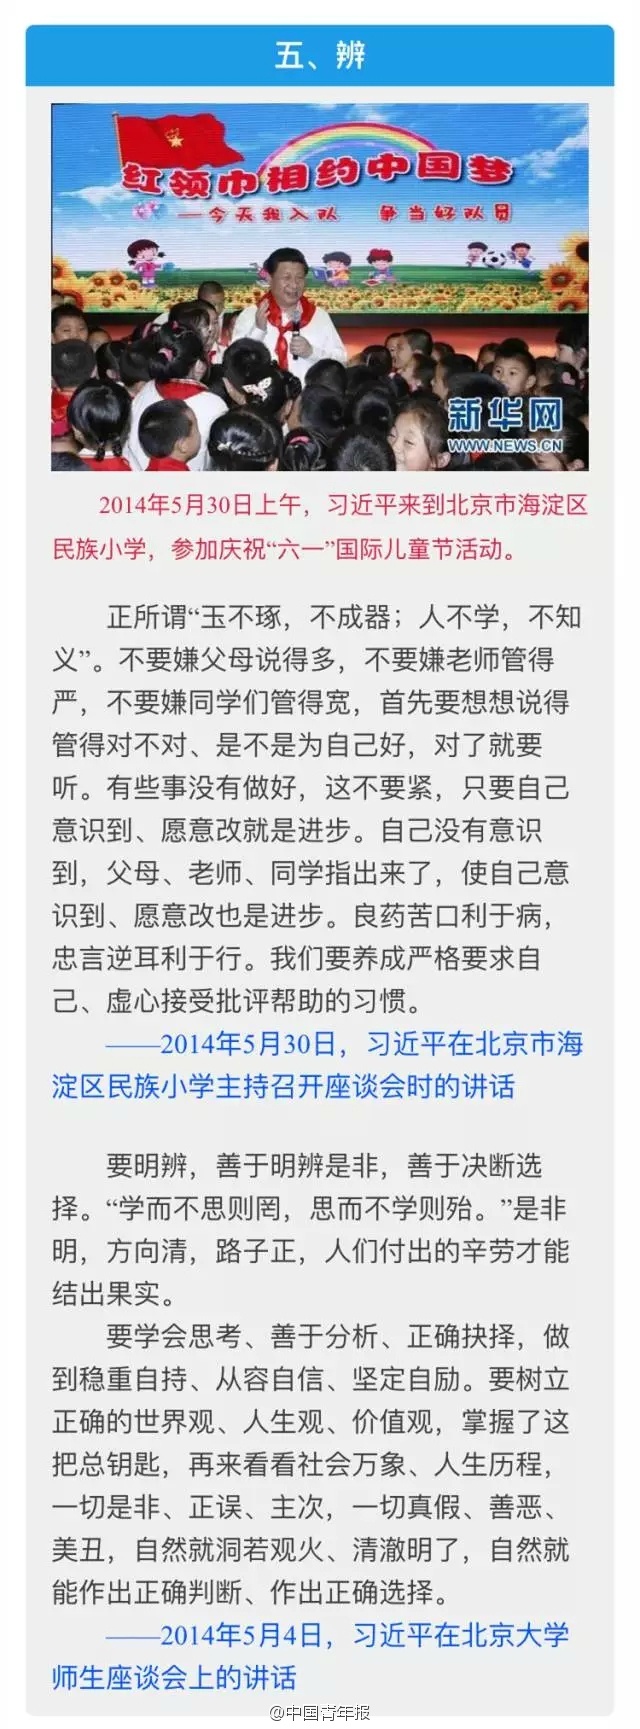 五、辨
红领巾相约中国梦
——今天我入队 争当好队员
新华网
WWW.NEWS.CN
2014年5月30日上午，习近平来到北京市海淀区
民族小学，参加庆祝“六一”国际儿童节活动。
正所谓“玉不琢，不成器；人不学，不知
义”。不要嫌父母说得多，不要嫌老师管得
严，不要嫌同学们管得宽，首先要想想说得
管得对不对、是不是为自己好，对了就要
听。有些事没有做好，这不要紧，只要自己
意识到、愿意改就是进步。自己没有意识
到，父母、老师、同学指出来了，使自己意
识到、愿意改也是进步。良药苦口利于病，
忠言逆耳利于行。我们要养成严格要求自
己、虚心接受批评帮助的习惯。
——2014年5月30日，习近平在北京市海
淀区民族小学主持召开座谈会时的讲话
要明辨，善于明辨是非，善于决断选
择。“学而不思则罔，思而不学则殆。”是非
明，方向清，路子正，人们付出的辛劳才能
结出果实。
要学会思考、善于分析、正确抉择，做
到稳重自持、从容自信、坚定自励。要树立
正确的世界观、人生观、价值观，掌握了这
把总钥匙，再来看看社会万象、人生历程，
一切是非、正误、主次，一切真假、善恶、
美丑，自然就洞若观火、清澈明了，自然就
能作出正确判断、作出正确选择。
——2014年5月4日，习近平在北京大学
师生座谈会上的讲话
@中国青年报